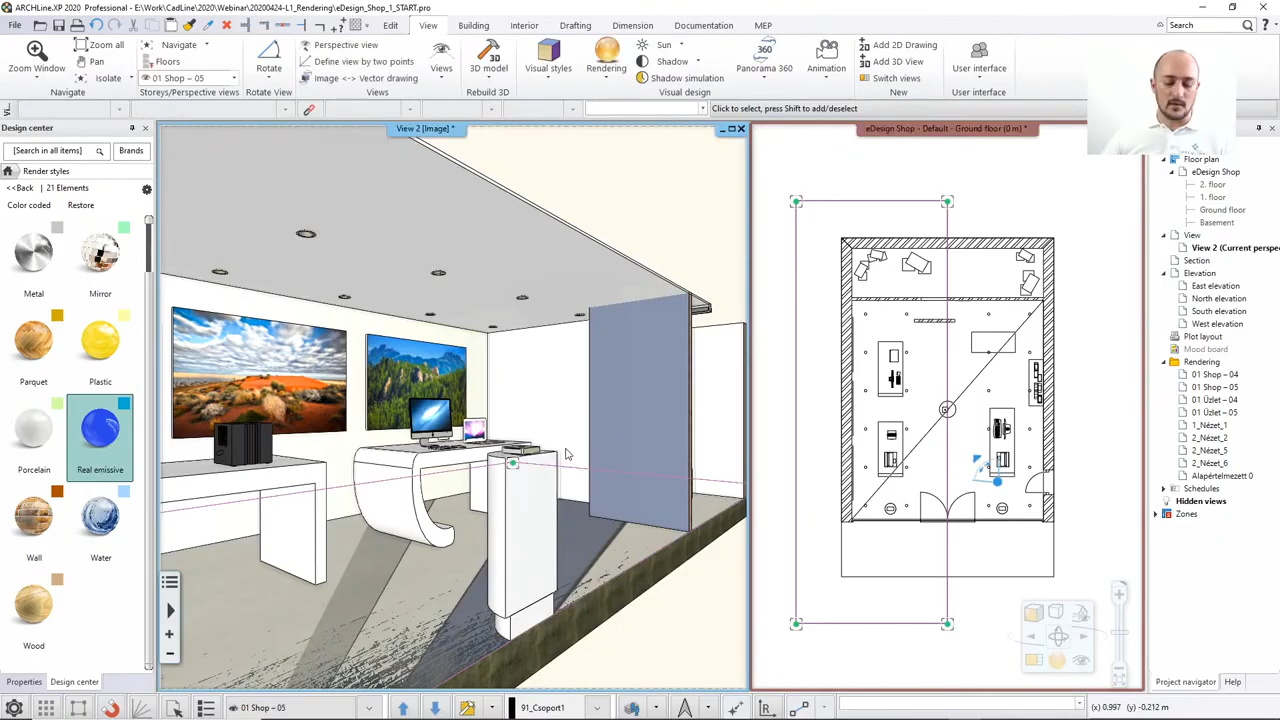 ARCHLine.XP 2020 Professional - E:\Work\CadLine\2020\Webinar\20200424-L1_Rendering\eDesign_Shop_1_START.pro
File Edit View Building Interior Drafting Dimension Documentation MEP Search
Zoom Window
Zoom all
Pan
Isolate
Navigate
Navigate
Floors
01 Shop – 05
Storeys/Perspective views
Rotate
Rotate View
Perspective view
Define view by two points
Image <-> Vector drawing
Views
Views
3D model
Rebuild 3D
Visual styles
Rendering
Sun
Shadow
Shadow simulation
Visual design
Panorama 360
Animation
Add 2D Drawing
Add 3D View
Switch views
New
User interface
User interface
Click to select, press Shift to add/deselect
Design center
[Search in all items]
Brands
Render styles
<<Back
21 Elements
Color coded
Restore
Metal
Mirror
Parquet
Plastic
Porcelain
Real emissive
Wall
Water
Wood
Properties
Design center
View 2 [Image] *
eDesign Shop - Default - Ground floor (0 m) *
Floor plan
eDesign Shop
2. floor
1. floor
Ground floor
Basement
View
View 2 (Current perspe
Section
Elevation
East elevation
North elevation
South elevation
West elevation
Plot layout
Mood board
Rendering
01 Shop – 04
01 Shop – 05
01 Üzlet – 04
01 Üzlet – 05
1_Nézet_1
2_Nézet_2
2_Nézet_5
2_Nézet_6
Alapértelmezett 0
Schedules
Hidden views
Zones
Project navigator
Help
01 Shop – 05
91_Csoport1
(x) 0.997 (y) -0.212 m